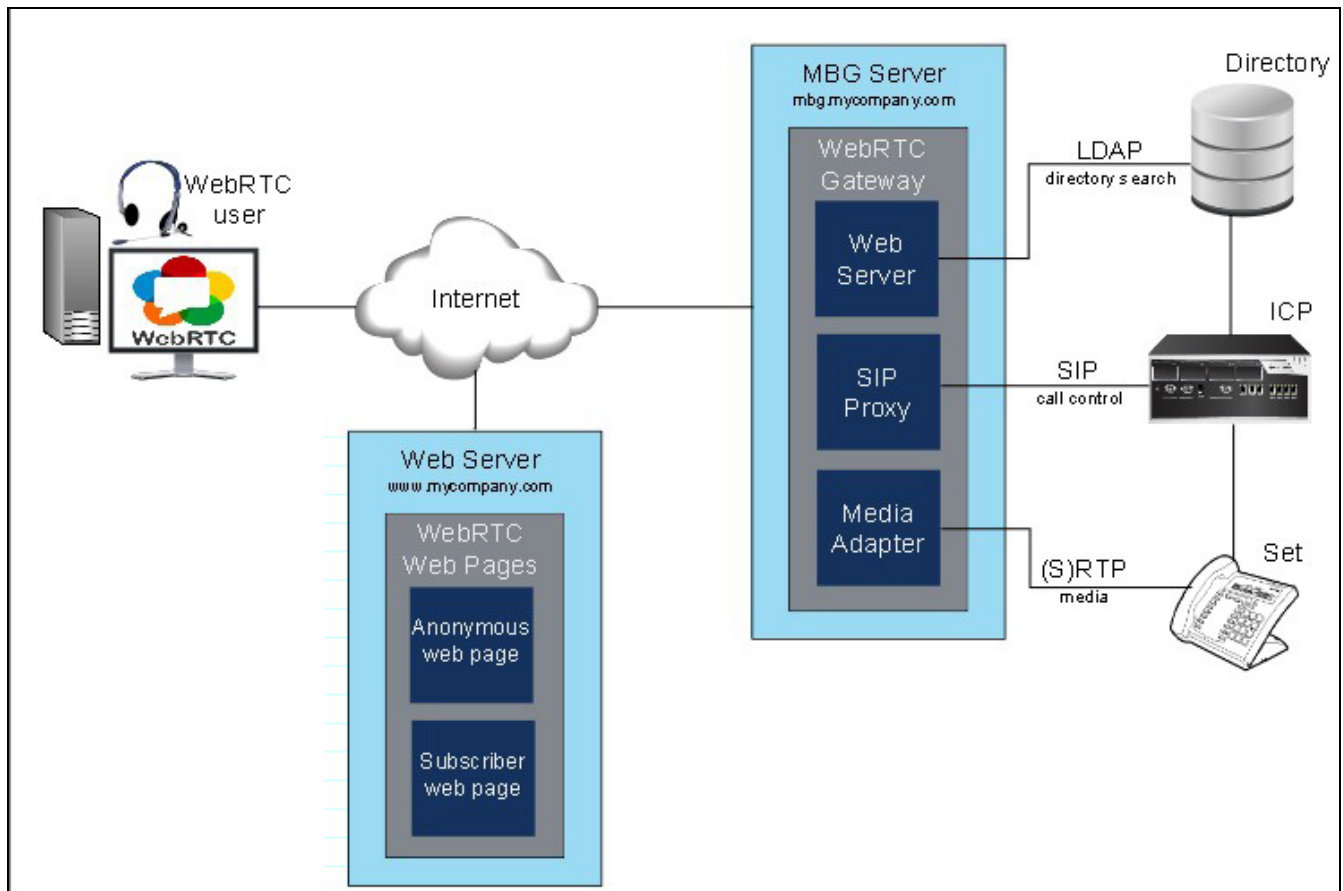 MBG Server
mbg.mycompany.com
WebRTC
Gateway
Web
Server
SIP
Proxy
Media
Adapter
Directory
LDAP
directory search
ICP
SIP
call control
Set
(S)RTP
media
WebRTC
user
WebRTC
Internet
Web Server
www.mycompany.com
WebRTC
Web Pages
Anonymous
web page
Subscriber
web page